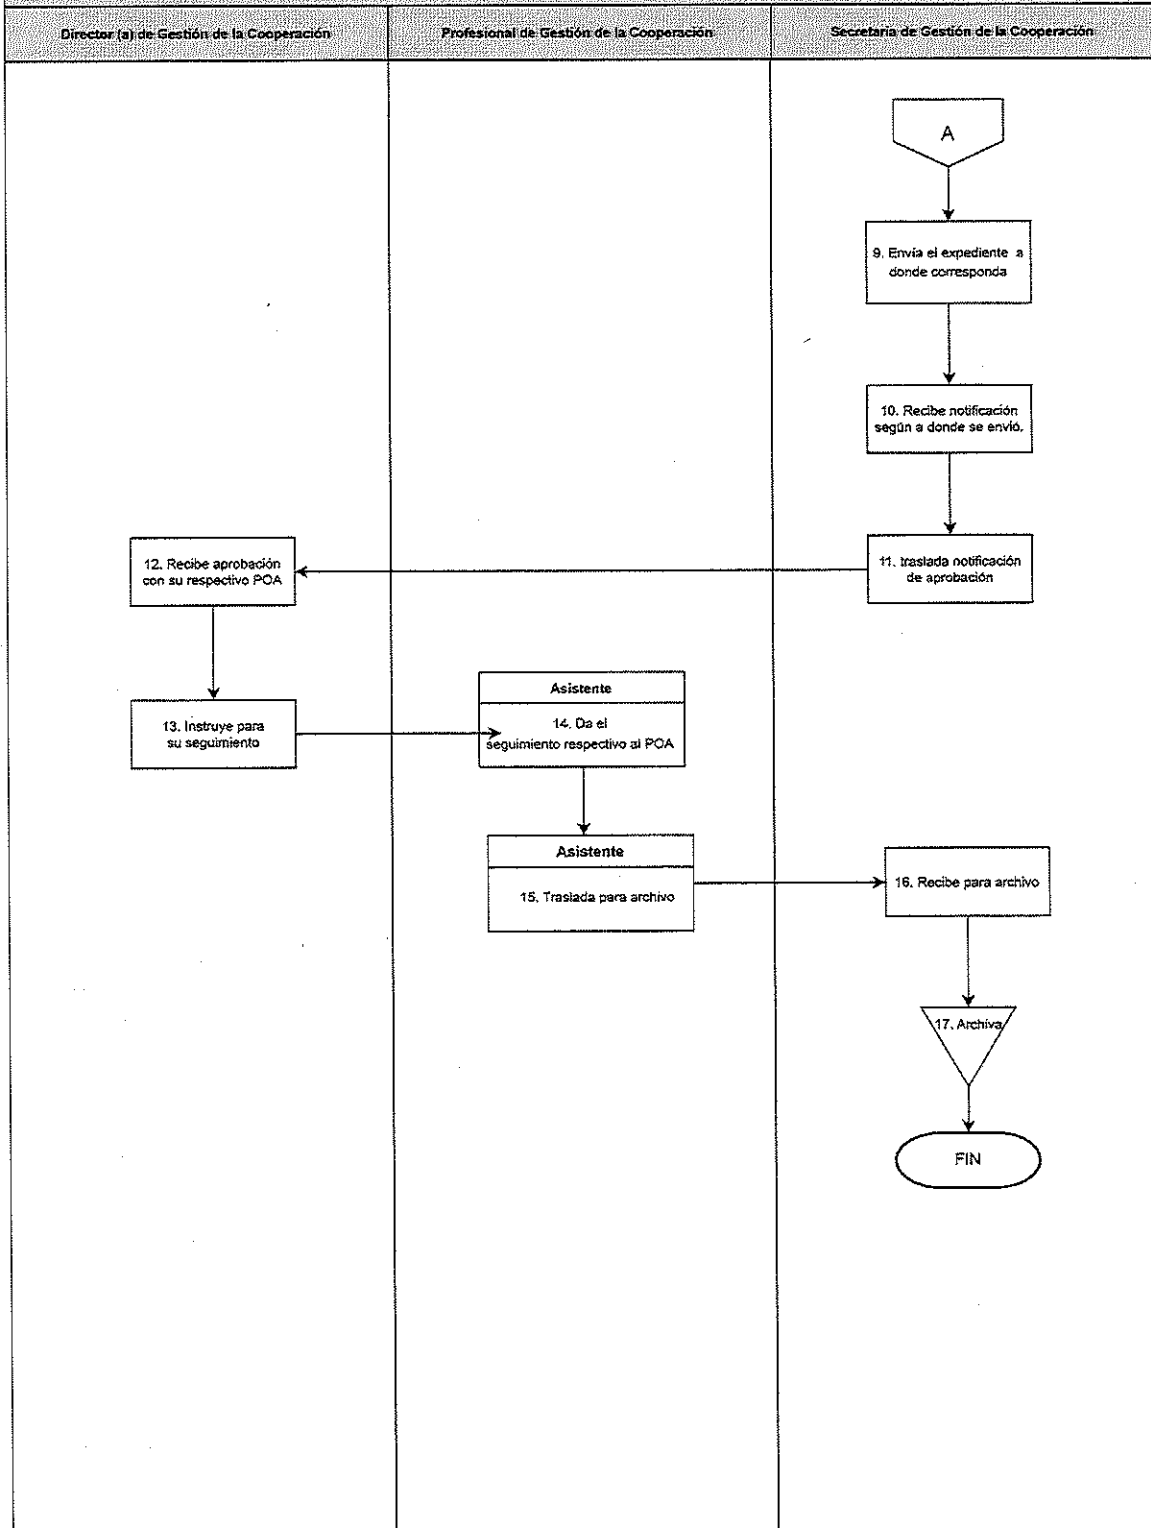 Director (a) de Gestión de la Cooperación
Profesional de Gestión de la Cooperación
Secretaria de Gestión de la Cooperación
A
9. Envía el expediente a
donde corresponda
10. Recibe notificación
según a donde se envió.
11. traslada notificación
de aprobación
12. Recibe aprobación
con su respectivo POA
13. Instruye para
su seguimiento
Asistente
14. Da el
seguimiento respectivo al POA
Asistente
15. Traslada para archivo
16. Recibe para archivo
17. Archiva
FIN